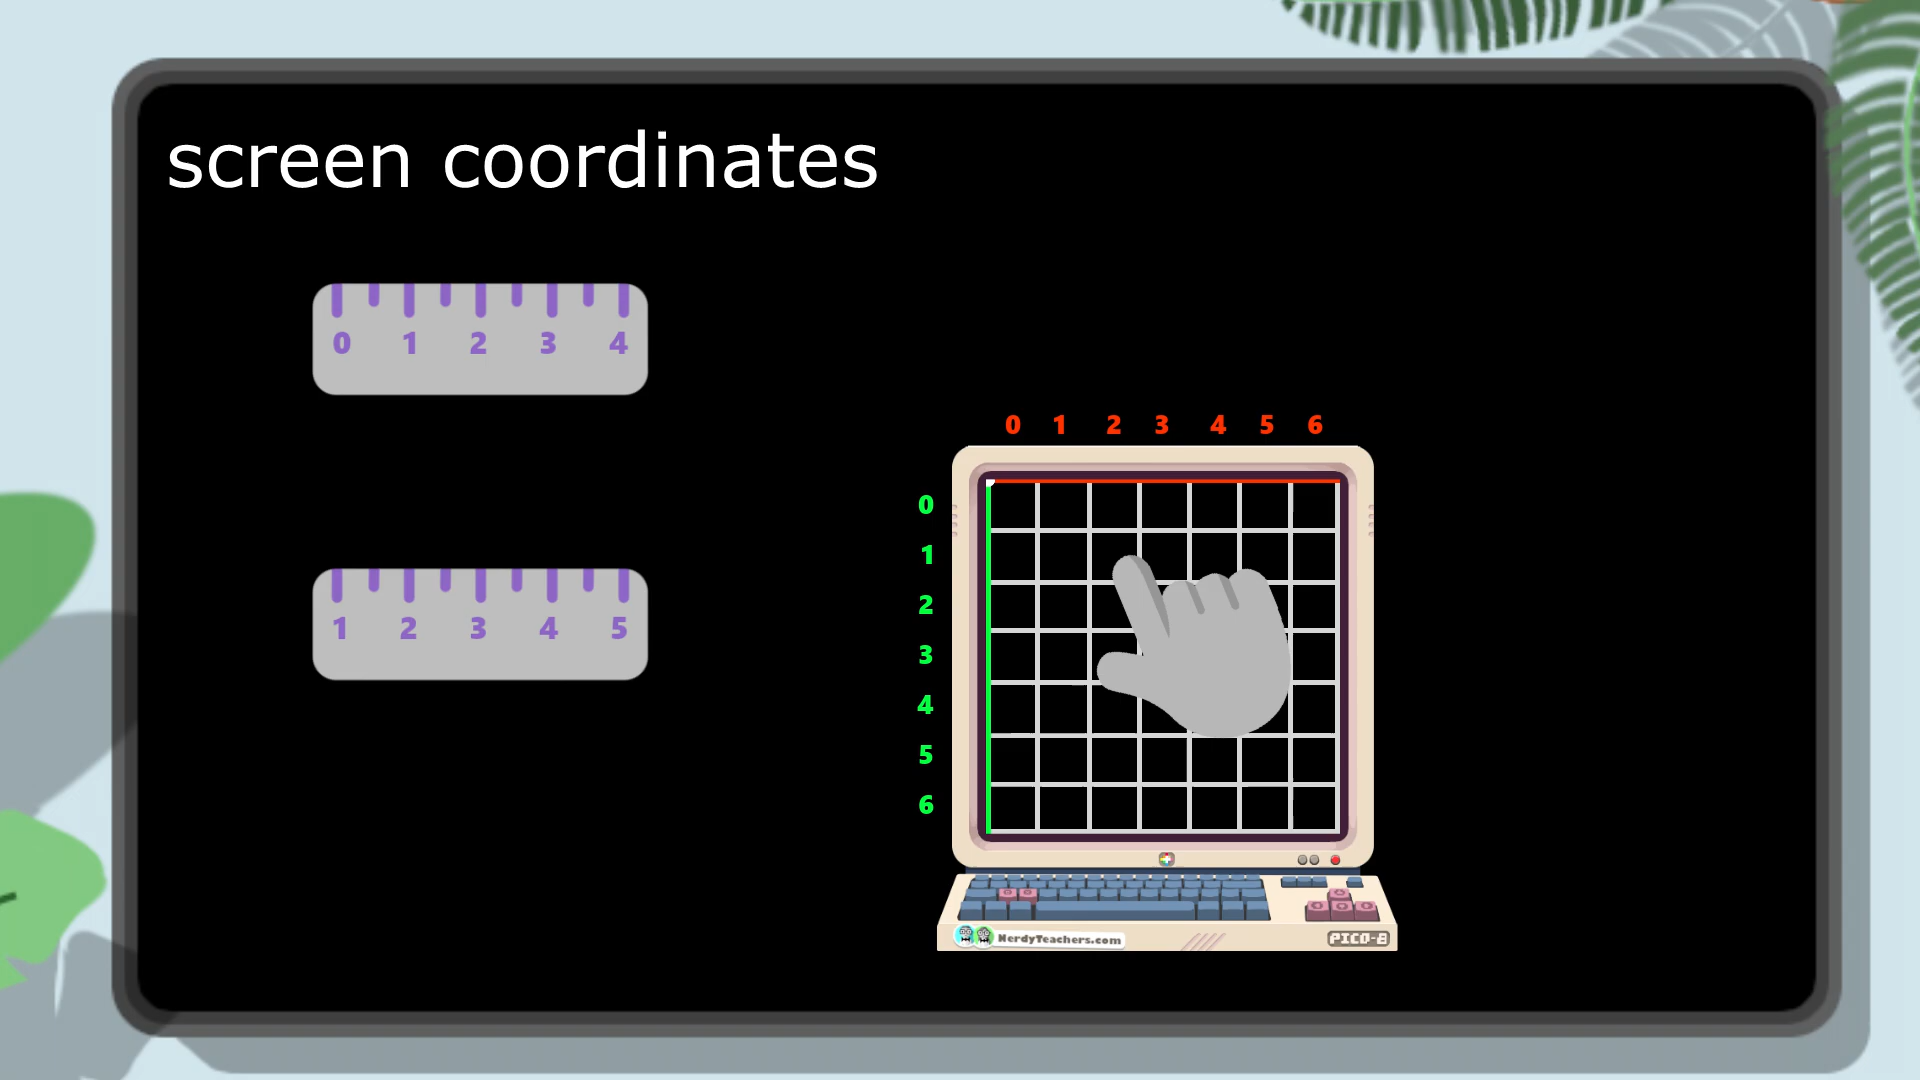 screen coordinates
0 1 2 3 4
1 2 3 4 5
0 1 2 3 4 5 6
0
1
2
3
4
5
6
NerdyTeachers.com
PICO-8